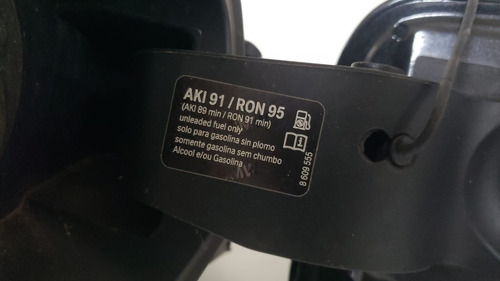 AKI 91 / RON 95
(AKI 89 min / RON 91 min)
unleaded fuel only
solo para gasolina sin plomo
somente gasolina sem chumbo
Alcool e/ou Gasolina
8 609 555